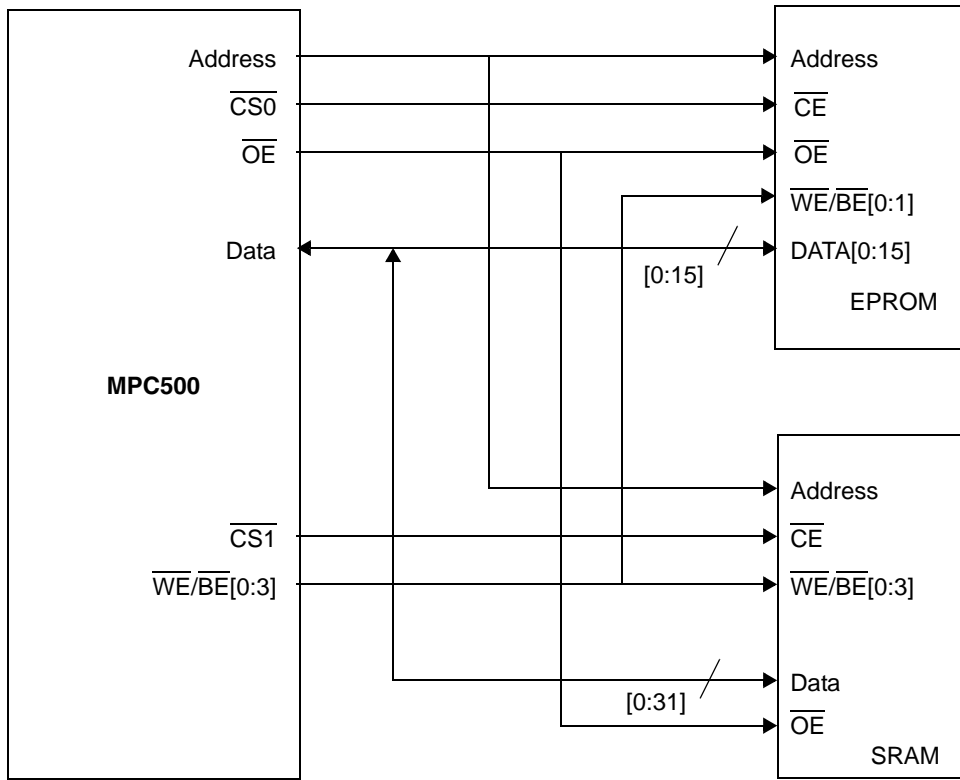 Address
CS0
OE
Data
MPC500
CS1
WE/BE[0:3]
Address
CE
OE
WE/BE[0:1]
DATA[0:15]
[0:15]
EPROM
Address
CE
WE/BE[0:3]
Data
[0:31]
OE
SRAM